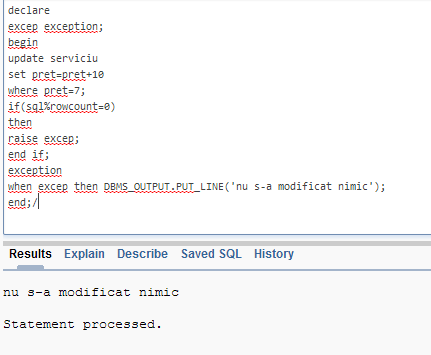 declare
excep exception;
begin
update serviciu
set pret=pret+10
where pret=7;
if(sql%rowcount=0)
then
raise excep;
end if;
exception
when excep then DBMS_OUTPUT.PUT_LINE('nu s-a modificat nimic');
end;/
Results Explain Describe Saved SQL History
nu s-a modificat nimic
Statement processed.